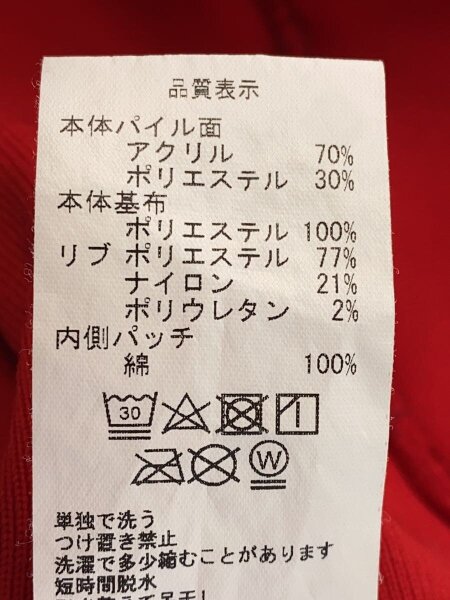 品質表示
本体パイル面
アクリル 70%
ポリエステル 30%
本体基布
ポリエステル 100%
リブ ポリエステル 77%
ナイロン 21%
ポリウレタン 2%
内側パッチ
綿 100%
30
W
単独で洗う
つけ置き禁止
洗濯で多少縮むことがあります
短時間脱水